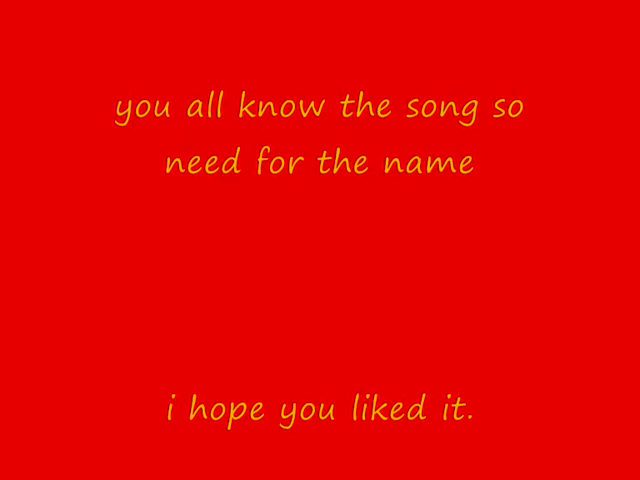 you all know the song so
need for the name
i hope you liked it.